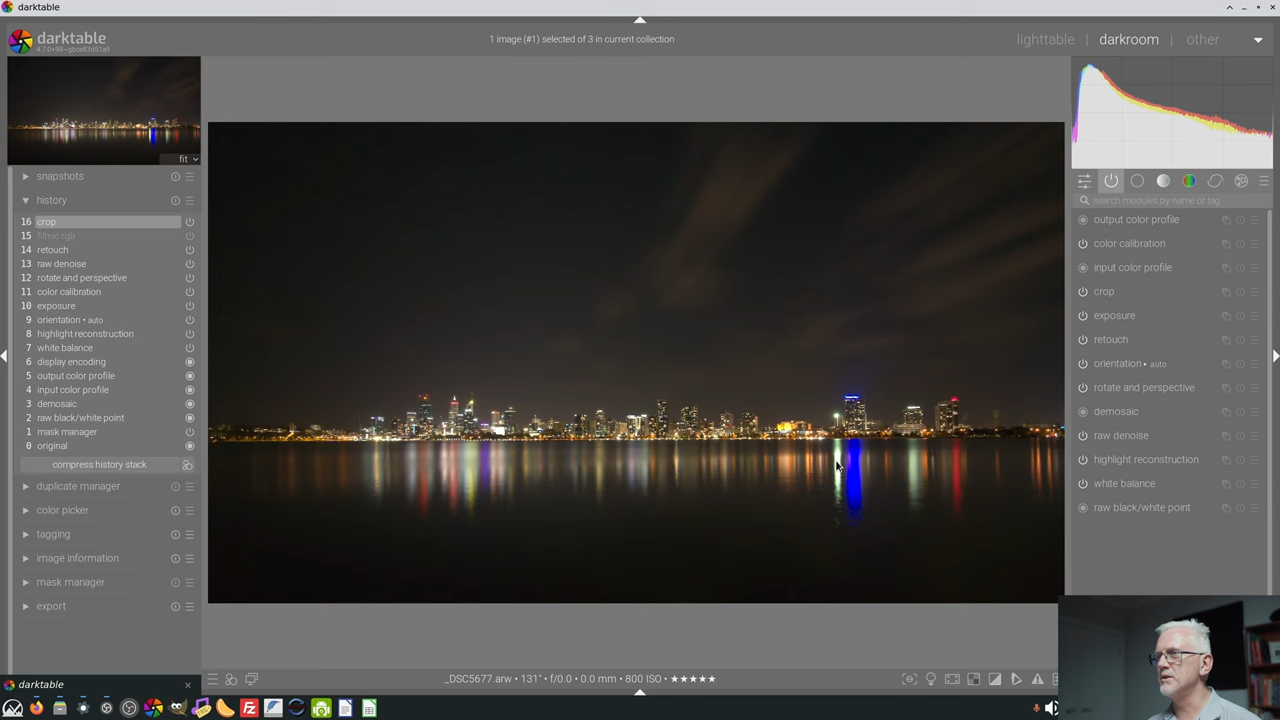 darktable
darktable
4.7.0+98~gbce83d51a9
1 image (#1) selected of 3 in current collection
lighttable | darkroom | other
fit
snapshots
history
16 crop
15 filmic rgb
14 retouch
13 raw denoise
12 rotate and perspective
11 color calibration
10 exposure
9 orientation • auto
8 highlight reconstruction
7 white balance
6 display encoding
5 output color profile
4 input color profile
3 demosaic
2 raw black/white point
1 mask manager
0 original
compress history stack
duplicate manager
color picker
tagging
image information
mask manager
export
search modules by name or tag
output color profile
color calibration
input color profile
crop
exposure
retouch
orientation • auto
rotate and perspective
demosaic
raw denoise
highlight reconstruction
white balance
raw black/white point
_DSC5677.arw • 131" • f/0.0 • 0.0 mm • 800 ISO • ★★★★★
darktable